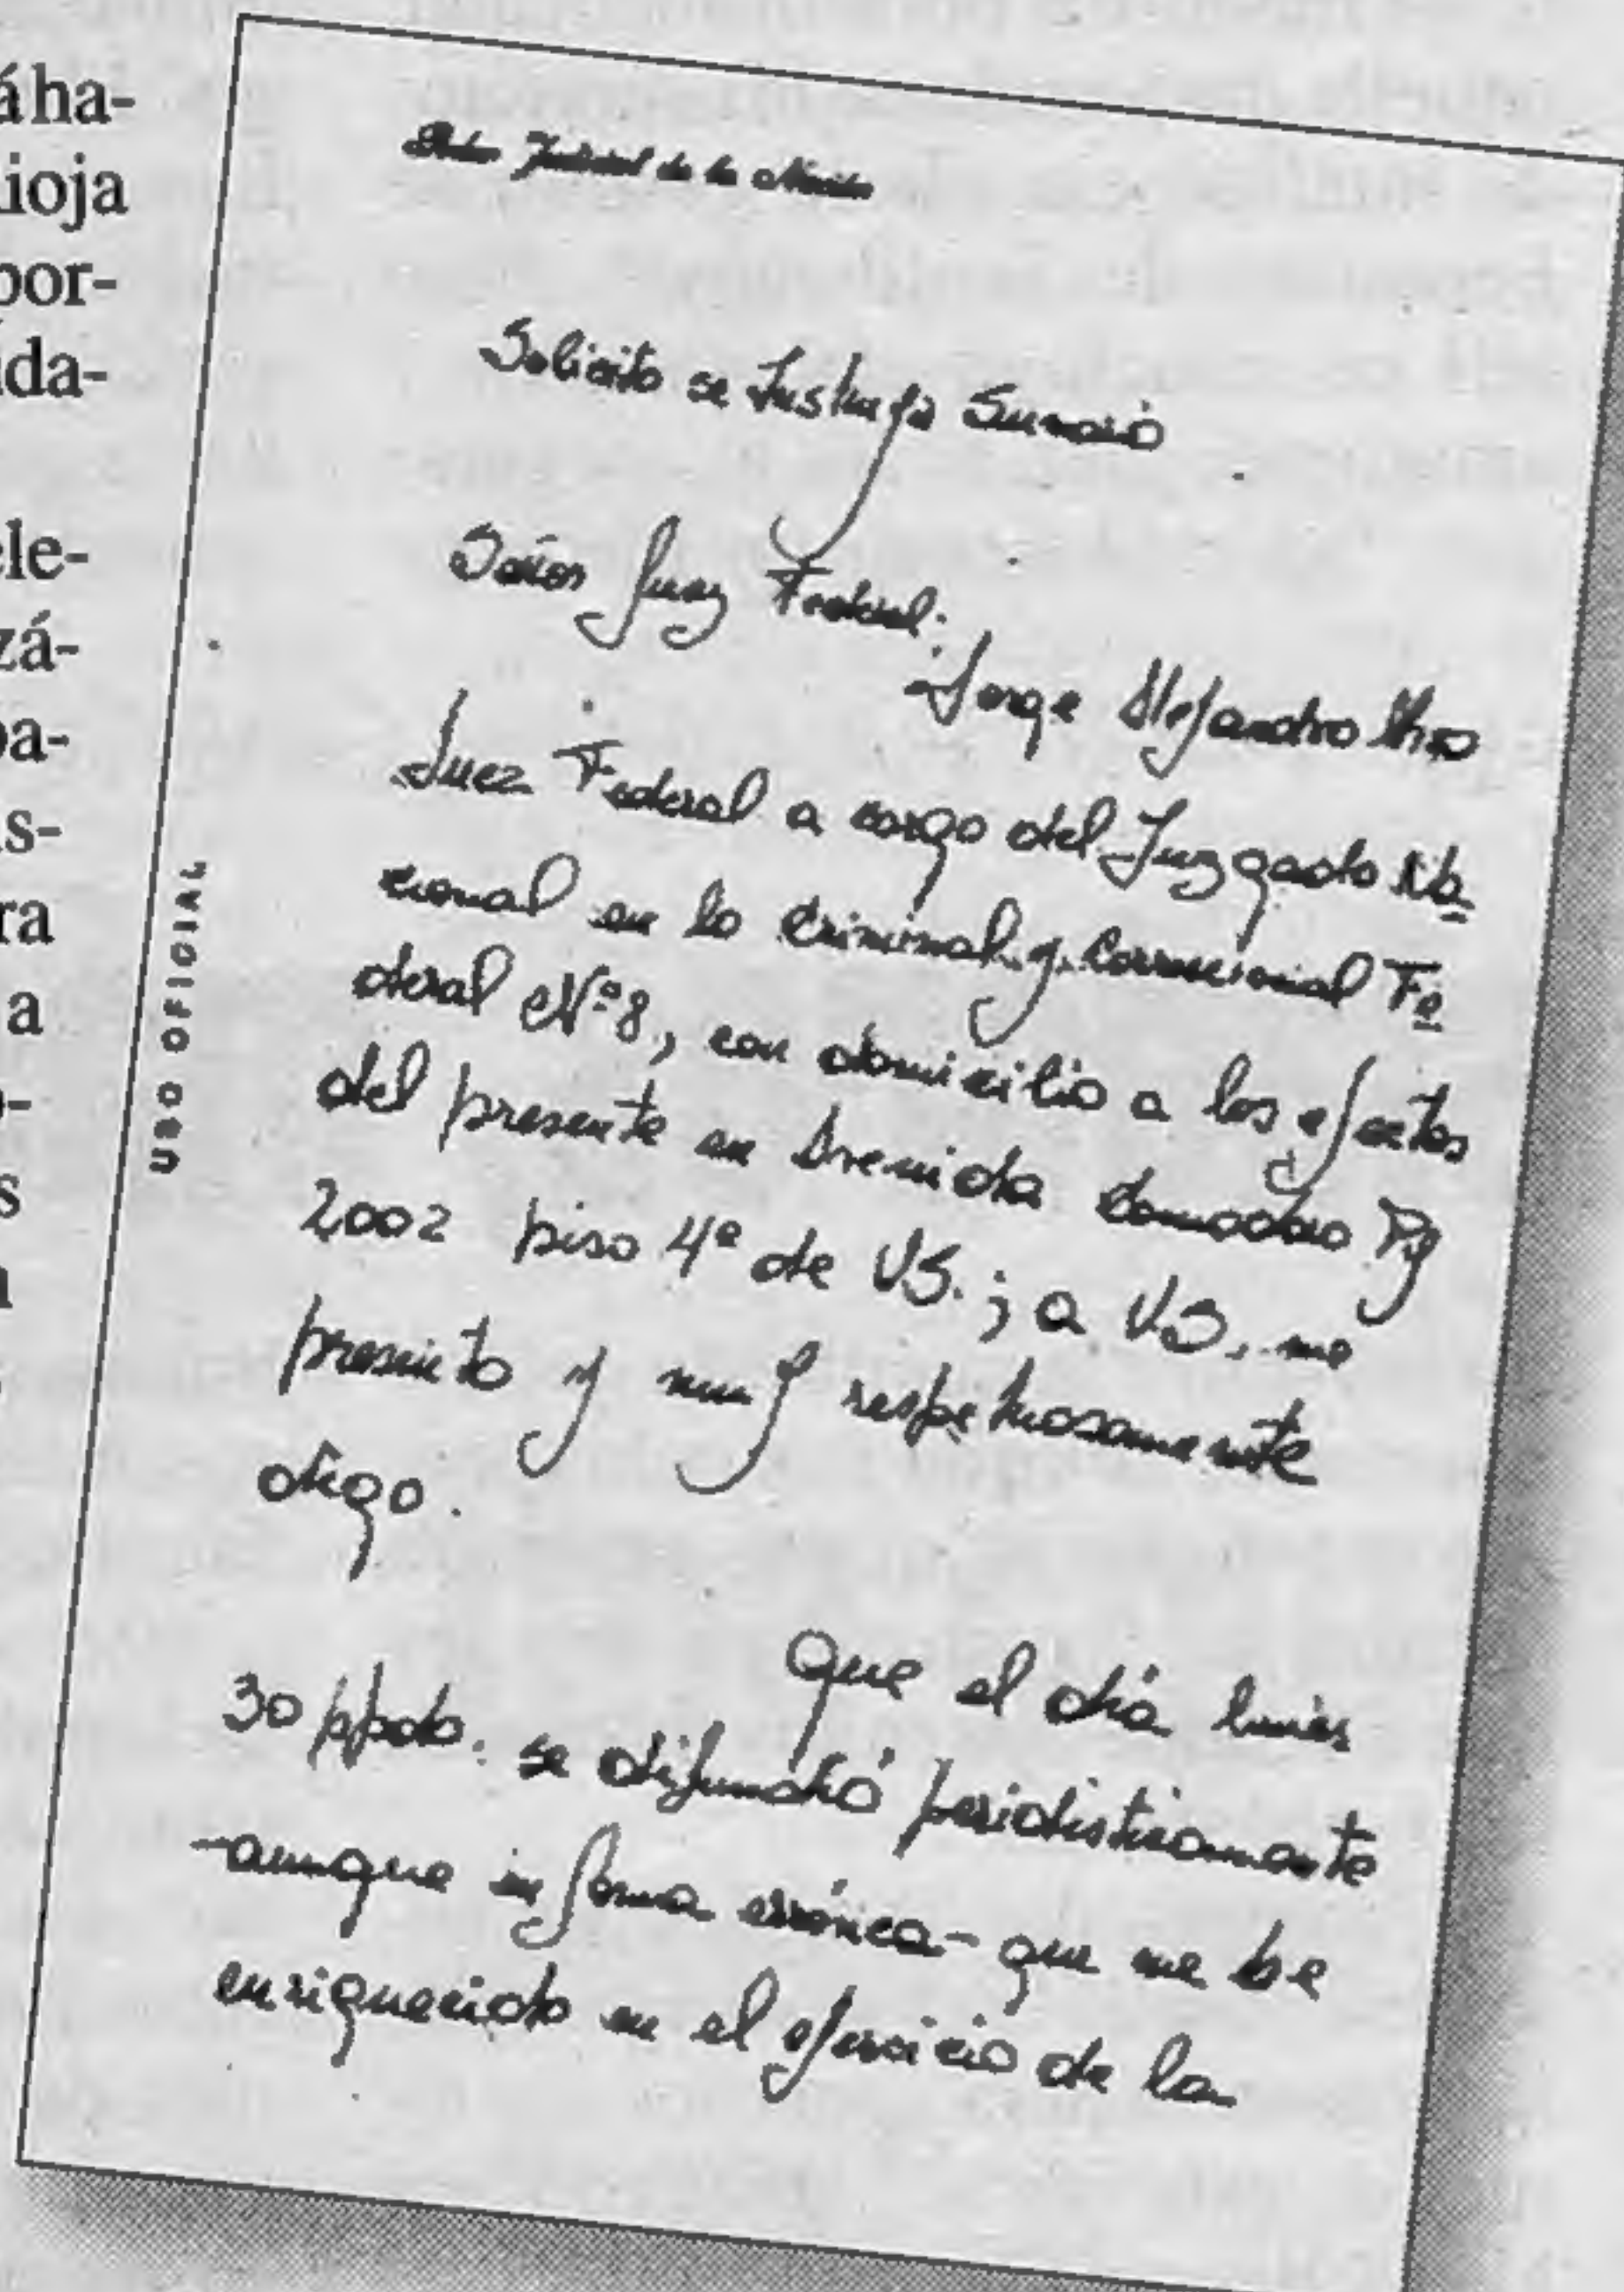 á ha-
ioja
por-
ida-
ele-
zá-
pa-
as-
ra
a
s
Poder Judicial de la Nación
USO OFICIAL
Solicito se Instruya Sumario
Señor Juez Federal:
Jorge Alejandro
Juez Federal a cargo del Juzgado Na-
cional en lo Criminal y Correccional Fe
deral Nº 8, con domicilio a los efectos
del presente en Avenida Comodoro Py
2002 piso 4º de VS.; a VS. me
presento y muy respetuosamente
digo.
Que el día lunes
30 ppdo. se difundió periodisticamente
-aunque en forma errónea- que me he
enriquecido en el ejercicio de la